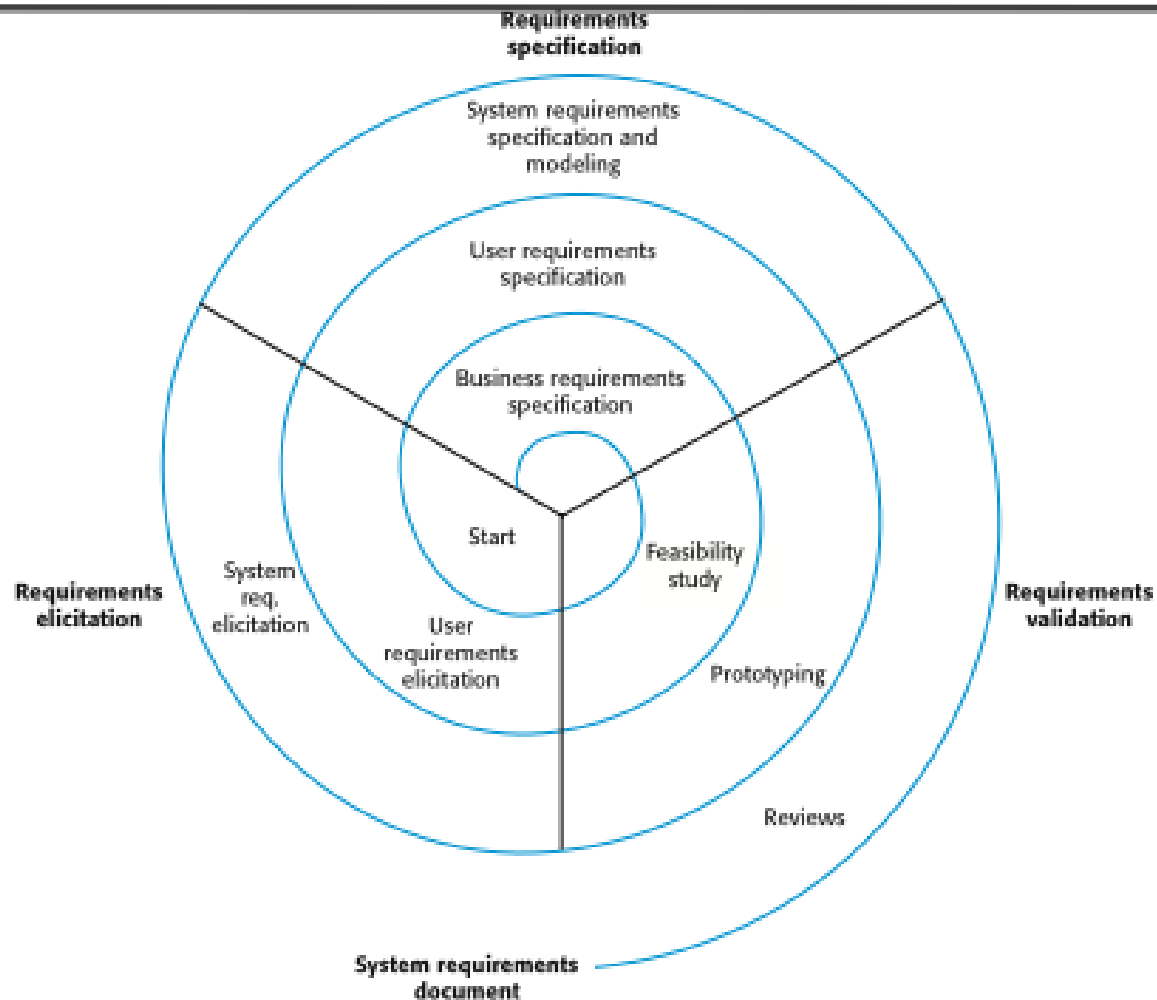 Requirements
specification
System requirements
specification and
modeling
User requirements
specification
Business requirements
specification
Start
Feasibility
study
System
req.
elicitation
Requirements
elicitation
Requirements
validation
User
requirements
elicitation
Prototyping
Reviews
System requirements
document